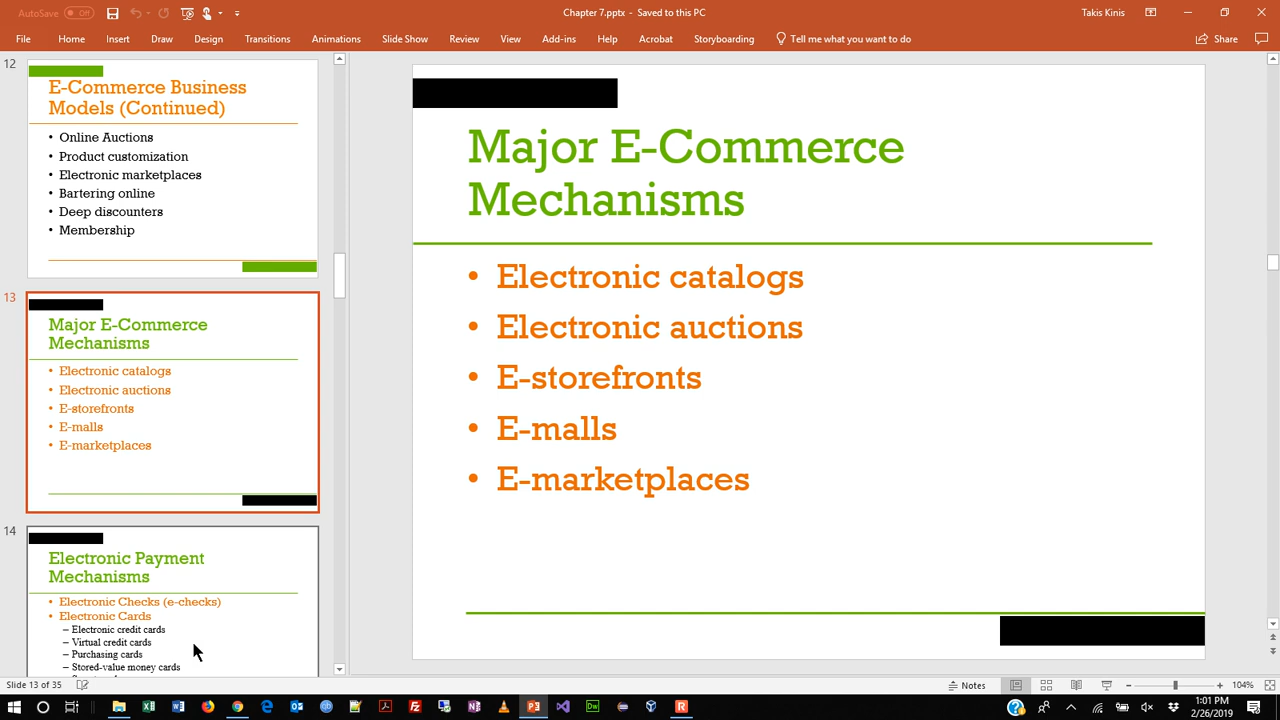 AutoSave Off
Chapter 7.pptx - Saved to this PC
Takis Kinis
File Home Insert Draw Design Transitions Animations Slide Show Review View Add-ins Help Acrobat Storyboarding Tell me what you want to do Share
12
E-Commerce Business
Models (Continued)
• Online Auctions
• Product customization
• Electronic marketplaces
• Bartering online
• Deep discounters
• Membership
13
Major E-Commerce
Mechanisms
• Electronic catalogs
• Electronic auctions
• E-storefronts
• E-malls
• E-marketplaces
14
Electronic Payment
Mechanisms
• Electronic Checks (e-checks)
• Electronic Cards
– Electronic credit cards
– Virtual credit cards
– Purchasing cards
– Stored-value money cards
Major E-Commerce
Mechanisms
• Electronic catalogs
• Electronic auctions
• E-storefronts
• E-malls
• E-marketplaces
Slide 13 of 35
Notes
104%
1:01 PM
2/26/2019